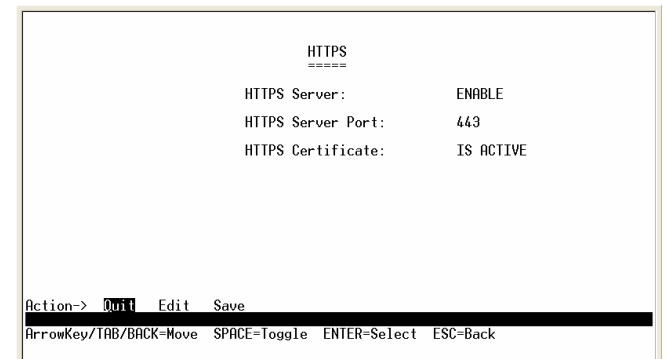 HTTPS
=====
HTTPS Server: ENABLE
HTTPS Server Port: 443
HTTPS Certificate: IS ACTIVE
Action-> Quit Edit Save
ArrowKey/TAB/BACK=Move SPACE=Toggle ENTER=Select ESC=Back